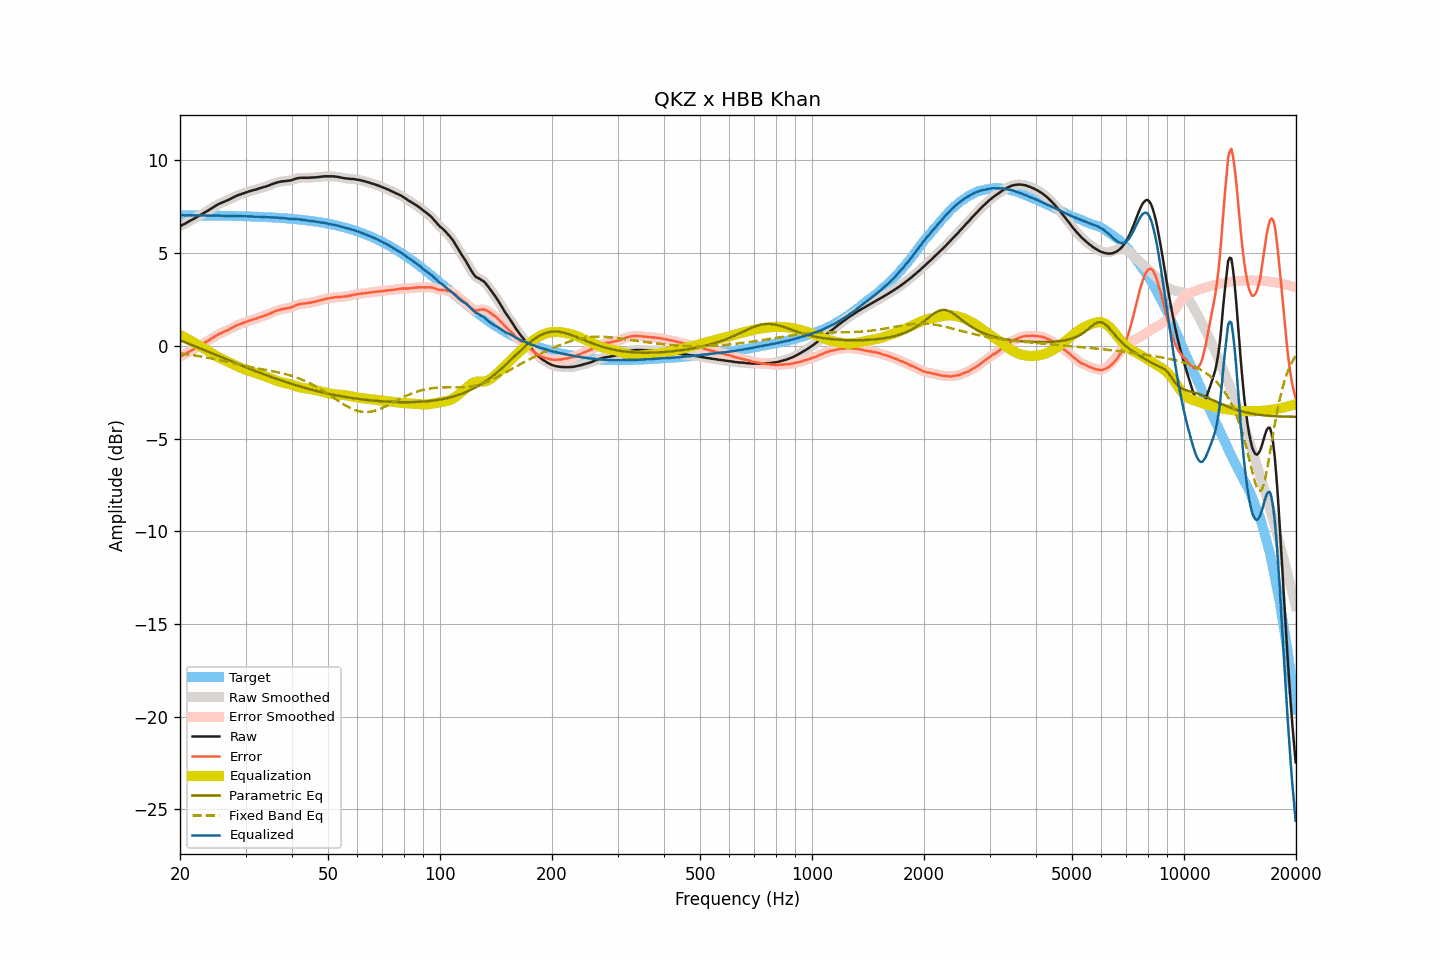 QKZ x HBB Khan
10
5
0
−5
−10
−15
−20
−25
Amplitude (dBr)
Target
Raw Smoothed
Error Smoothed
Raw
Error
Equalization
Parametric Eq
Fixed Band Eq
Equalized
20 50 100 200 500 1000 2000 5000 10000 20000
Frequency (Hz)